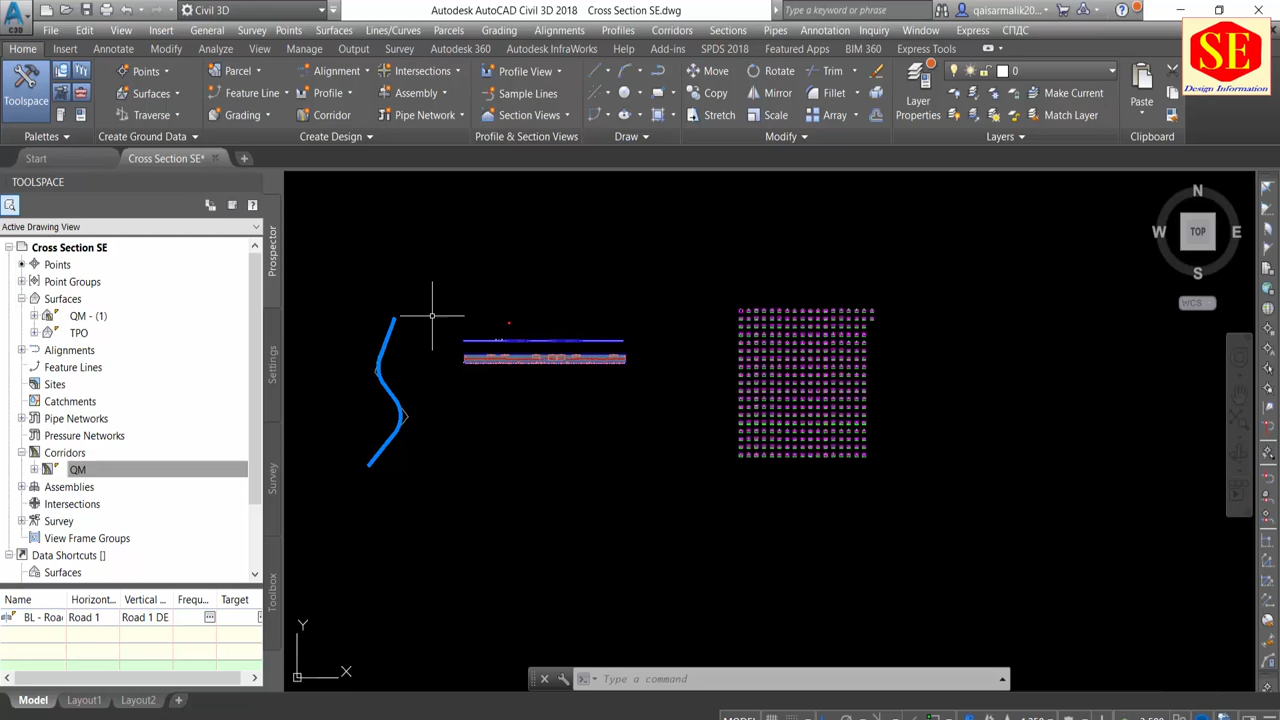 Civil 3D
Autodesk AutoCAD Civil 3D 2018 Cross Section SE.dwg
Type a keyword or phrase
qaisarmalik20...
File Edit View Insert General Survey Points Surfaces Lines/Curves Parcels Grading Alignments Profiles Corridors Sections Pipes Annotation Inquiry Window Express СПДС
Home Insert Annotate Modify Analyze View Manage Output Survey Autodesk 360 Autodesk InfraWorks Help Add-ins SPDS 2018 Featured Apps BIM 360 Express Tools
SE
Design Information
Toolspace
Points
Surfaces
Traverse
Parcel
Feature Line
Grading
Alignment
Profile
Corridor
Intersections
Assembly
Pipe Network
Profile View
Sample Lines
Section Views
Move
Copy
Stretch
Rotate
Mirror
Scale
Trim
Fillet
Array
Layer
Properties
0
Make Current
Match Layer
Paste
Palettes
Create Ground Data
Create Design
Profile & Section Views
Draw
Modify
Layers
Clipboard
Start
Cross Section SE*
TOOLSPACE
Active Drawing View
Cross Section SE
Points
Point Groups
Surfaces
QM - (1)
TPO
Alignments
Feature Lines
Sites
Catchments
Pipe Networks
Pressure Networks
Corridors
QM
Assemblies
Intersections
Survey
View Frame Groups
Data Shortcuts []
Surfaces
Prospector
Settings
Survey
Toolbox
Name Horizont... Vertical ... Frequ... Target
BL - Roa Road 1 Road 1 DE
N
W TOP E
S
WCS
Y
X
Type a command
Model Layout1 Layout2